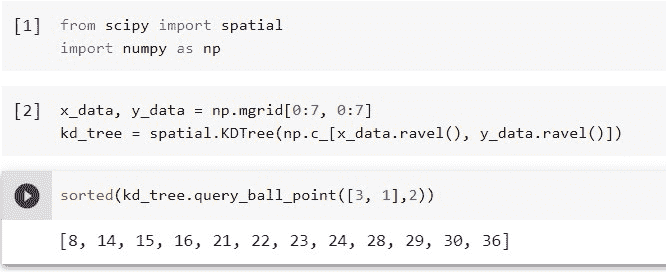 [1] from scipy import spatial
import numpy as np
[2] x_data, y_data = np.mgrid[0:7, 0:7]
kd_tree = spatial.KDTree(np.c_[x_data.ravel(), y_data.ravel()])
sorted(kd_tree.query_ball_point([3, 1],2))
[8, 14, 15, 16, 21, 22, 23, 24, 28, 29, 30, 36]